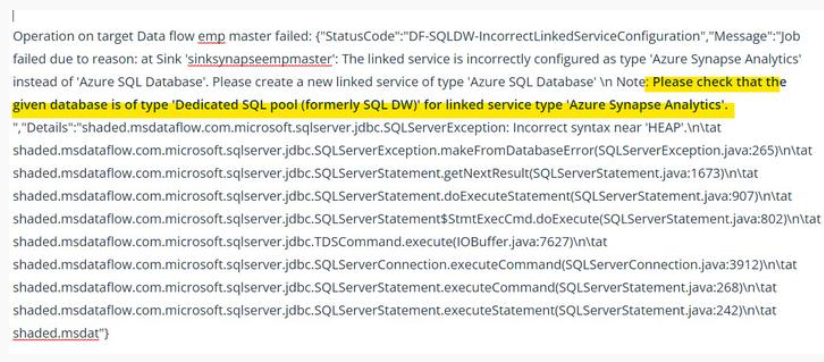 Operation on target Data flow emp master failed: {"StatusCode":"DF-SQLDW-IncorrectLinkedServiceConfiguration","Message":"Job
failed due to reason: at Sink 'sinksynapseempmaster': The linked service is incorrectly configured as type 'Azure Synapse Analytics'
instead of 'Azure SQL Database'. Please create a new linked service of type 'Azure SQL Database' \n Note: Please check that the
given database is of type 'Dedicated SQL pool (formerly SQL DW)' for linked service type 'Azure Synapse Analytics'.
","Details":"shaded.msdataflow.com.microsoft.sqlserver.jdbc.SQLServerException: Incorrect syntax near 'HEAP'.\n\tat
shaded.msdataflow.com.microsoft.sqlserver.jdbc.SQLServerException.makeFromDatabaseError(SQLServerException.java:265)\n\tat
shaded.msdataflow.com.microsoft.sqlserver.jdbc.SQLServerStatement.getNextResult(SQLServerStatement.java:1673)\n\tat
shaded.msdataflow.com.microsoft.sqlserver.jdbc.SQLServerStatement.doExecuteStatement(SQLServerStatement.java:907)\n\tat
shaded.msdataflow.com.microsoft.sqlserver.jdbc.SQLServerStatement$StmtExecCmd.doExecute(SQLServerStatement.java:802)\n\tat
shaded.msdataflow.com.microsoft.sqlserver.jdbc.TDSCommand.execute(IOBuffer.java:7627)\n\tat
shaded.msdataflow.com.microsoft.sqlserver.jdbc.SQLServerConnection.executeCommand(SQLServerConnection.java:3912)\n\tat
shaded.msdataflow.com.microsoft.sqlserver.jdbc.SQLServerStatement.executeCommand(SQLServerStatement.java:268)\n\tat
shaded.msdataflow.com.microsoft.sqlserver.jdbc.SQLServerStatement.executeStatement(SQLServerStatement.java:242)\n\tat
shaded.msdat"}